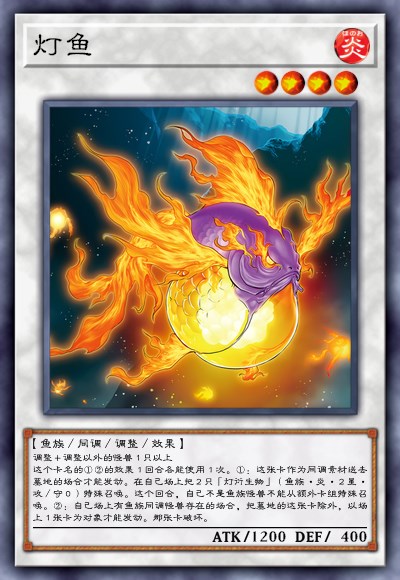 灯鱼
ほのお
炎
【鱼族/同调/调整/效果】
调整+调整以外的怪兽1只以上
这个卡名的①②的效果1回合各能使用1次。①:这张卡作为同调素材送去
墓地的场合才能发动。在自己场上把2只「灯衍生物」(鱼族·炎·2星·
攻/守0)特殊召唤。这个回合,自己不是鱼族怪兽不能从额外卡组特殊召
唤。②:自己场上有鱼族同调怪兽存在的场合,把墓地的这张卡除外,以场
上1张卡为对象才能发动。那张卡破坏。
ATK/1200 DEF/ 400